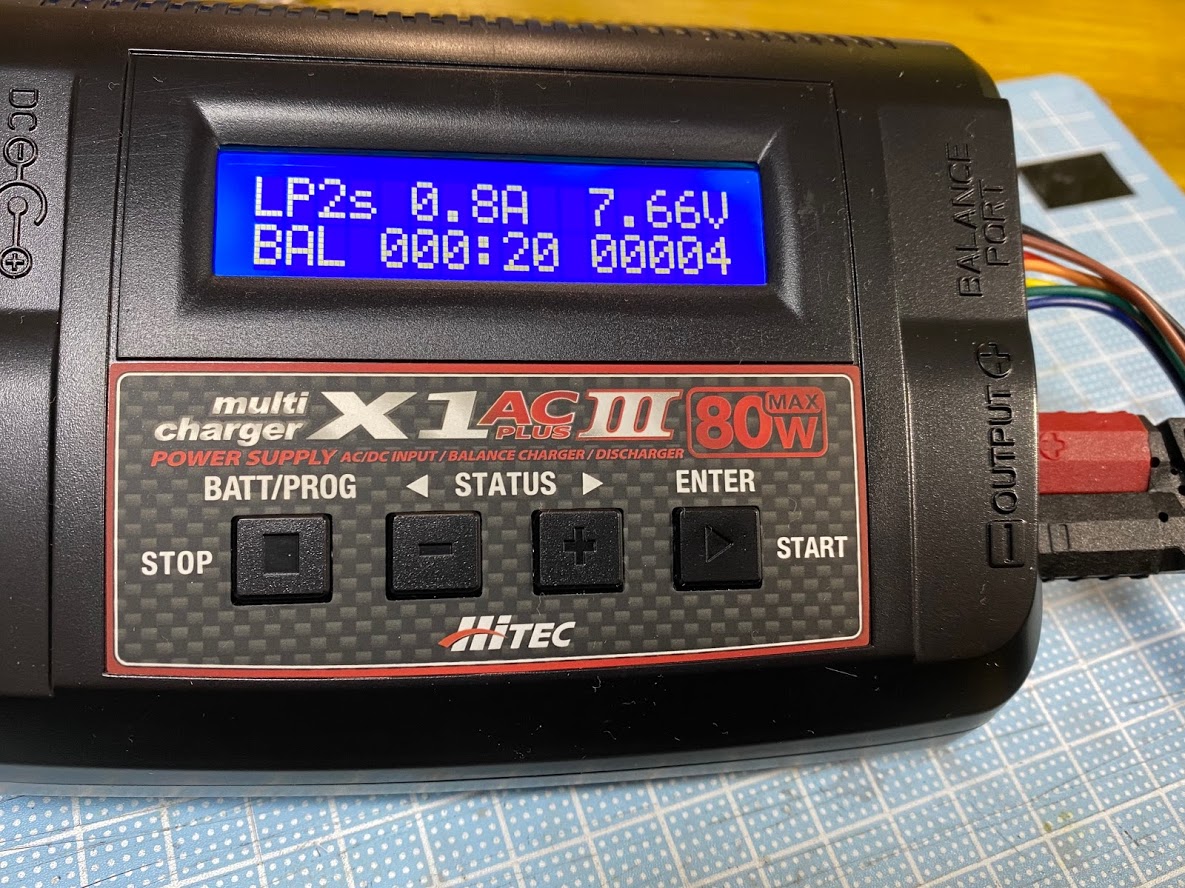 LP2s 0.8A 7.66V
BAL 000:20 00004
DC
BALANCE
PORT
OUTPUT
multi
charger X1 AC PLUS III 80W MAX
POWER SUPPLY AC/DC INPUT / BALANCE CHARGER / DISCHARGER
BATT/PROG ◀ STATUS ▶ ENTER
STOP - + START
HiTEC